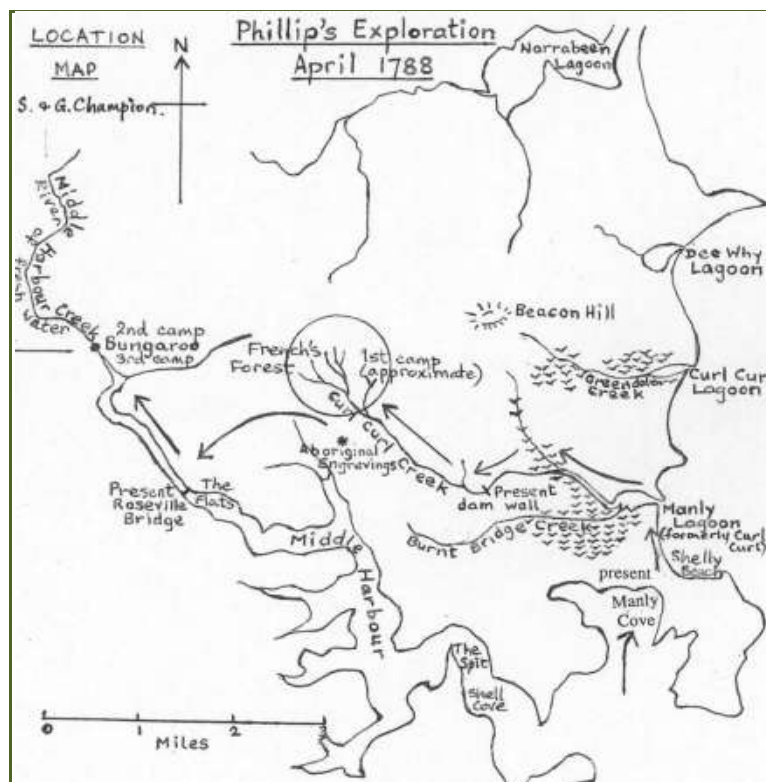 LOCATION
MAP
S. & G. Champion.
N
Phillip's Exploration
April 1788
Narrabeen
Lagoon
Middle
River
of
Harbour
Creek
Fresh
water
2nd camp
Bungaroo
3rd camp
French's
Forest
1st camp
(approximate)
Beacon Hill
Dee Why
Lagoon
Greendale
Creek
Curl Curl
Lagoon
Curl Curl Creek
Aboriginal
Engravings
Present
Roseville
Bridge
The
Flats
Present
dam wall
Manly
Lagoon
(formerly Curl
Curl)
Burnt Bridge Creek
Shelly
Beach
Middle
Harbour
present
Manly
Cove
The
Spit
Shell
Cove
0 1 2 3
Miles